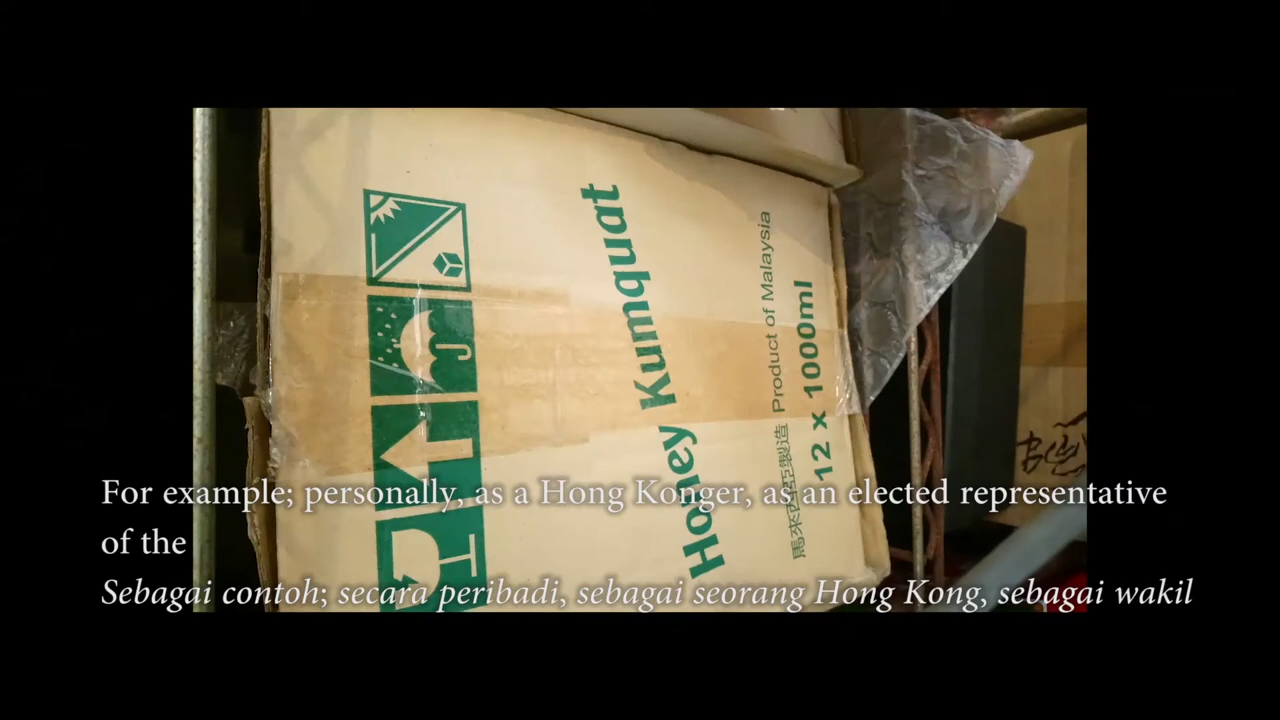 Honey Kumquat
馬來西亞製造 Product of Malaysia
12 x 1000ml
For example; personally, as a Hong Konger, as an elected representative
of the
Sebagai contoh; secara peribadi, sebagai seorang Hong Kong, sebagai wakil